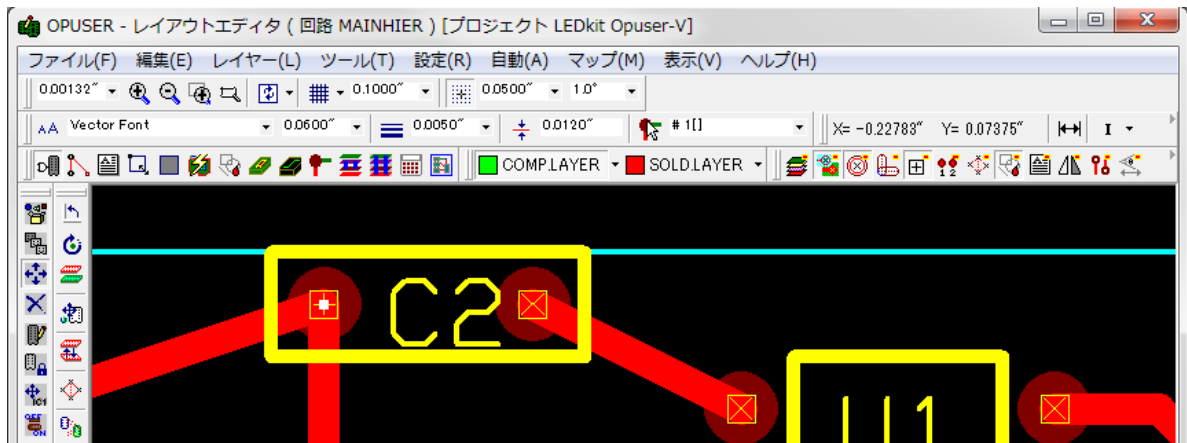 OPUSER - レイアウトエディタ ( 回路 MAINHIER ) [プロジェクト LEDkit Opuser-V]
ファイル(F) 編集(E) レイヤー(L) ツール(T) 設定(R) 自動(A) マップ(M) 表示(V) ヘルプ(H)
0.00132″ 0.1000″ 0.0500″ 1.0°
AA Vector Font 0.0600″ 0.0050″ 0.0120″ # 1[] X= -0.22783″ Y= 0.07375″ I
COMP.LAYER SOLD.LAYER
C2
U1